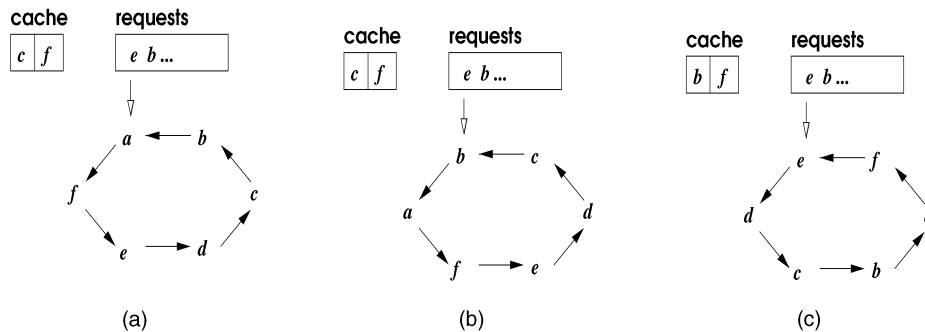 cache requests
c f e b ...
a b
f c
e d
(a)
cache requests
c f e b ...
b c
a d
f e
(b)
cache requests
b f e b ...
e f
d
c b
(c)